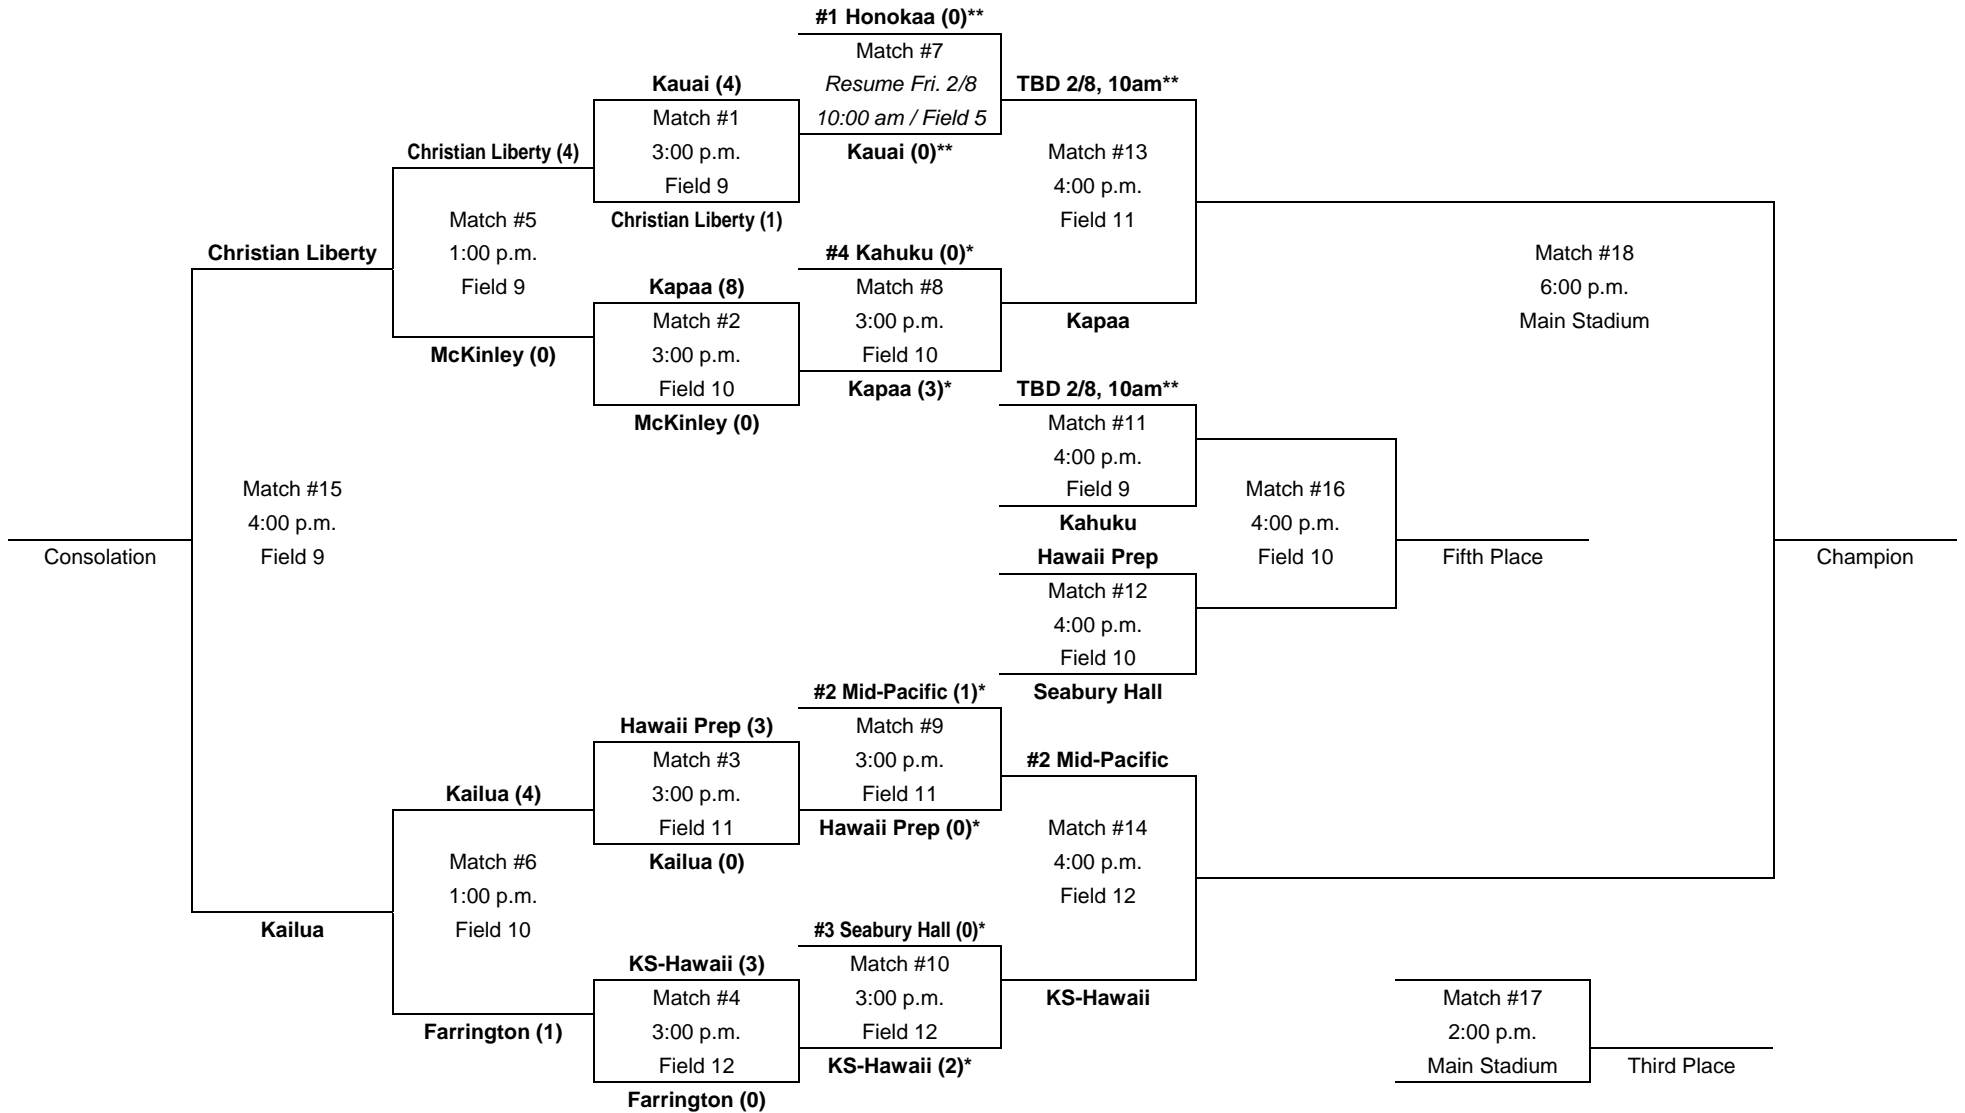 #1 Honokaa (0)**
Match #7
Kauai (4)
Resume Fri. 2/8
TBD 2/8, 10am**
Match #1
10:00 am / Field 5
Christian Liberty (4)
3:00 p.m.
Kauai (0)**
Match #13
Field 9
4:00 p.m.
Match #5
Christian Liberty (1)
Field 11
Christian Liberty
1:00 p.m.
#4 Kahuku (0)*
Match #18
Field 9
Kapaa (8)
Match #8
6:00 p.m.
Match #2
3:00 p.m.
Kapaa
Main Stadium
McKinley (0)
3:00 p.m.
Field 10
Field 10
Kapaa (3)*
TBD 2/8, 10am**
McKinley (0)
Match #11
4:00 p.m.
Match #15
Field 9
Match #16
4:00 p.m.
Kahuku
4:00 p.m.
Consolation
Field 9
Hawaii Prep
Field 10
Fifth Place
Champion
Match #12
4:00 p.m.
Field 10
#2 Mid-Pacific (1)*
Seabury Hall
Hawaii Prep (3)
Match #9
Match #3
3:00 p.m.
#2 Mid-Pacific
Kailua (4)
3:00 p.m.
Field 11
Field 11
Hawaii Prep (0)*
Match #14
Match #6
Kailua (0)
4:00 p.m.
1:00 p.m.
Field 12
Kailua
Field 10
#3 Seabury Hall (0)*
KS-Hawaii (3)
Match #10
Match #4
3:00 p.m.
KS-Hawaii
Match #17
Farrington (1)
3:00 p.m.
Field 12
2:00 p.m.
Field 12
KS-Hawaii (2)*
Main Stadium
Third Place
Farrington (0)